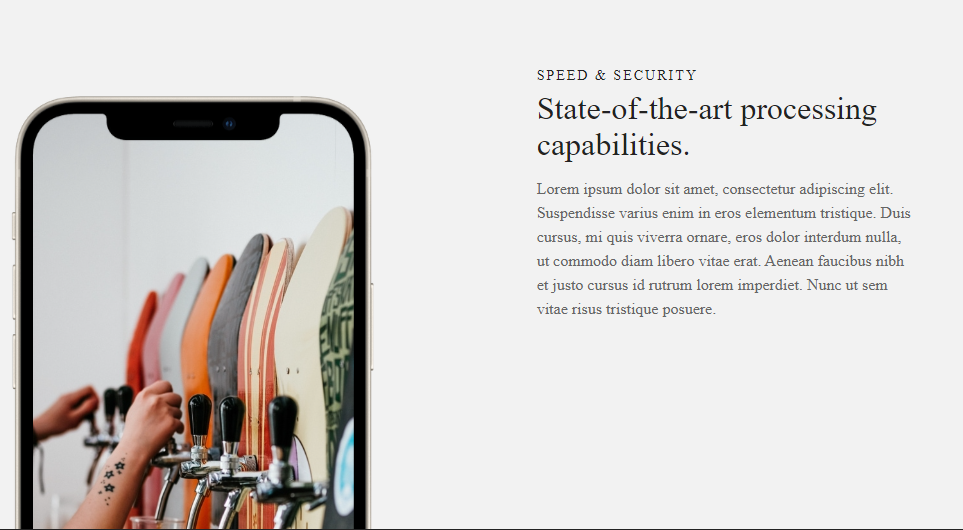 SPEED & SECURITY
State-of-the-art processing
capabilities.
Lorem ipsum dolor sit amet, consectetur adipiscing elit.
Suspendisse varius enim in eros elementum tristique. Duis
cursus, mi quis viverra ornare, eros dolor interdum nulla,
ut commodo diam libero vitae erat. Aenean faucibus nibh
et justo cursus id rutrum lorem imperdiet. Nunc ut sem
vitae risus tristique posuere.